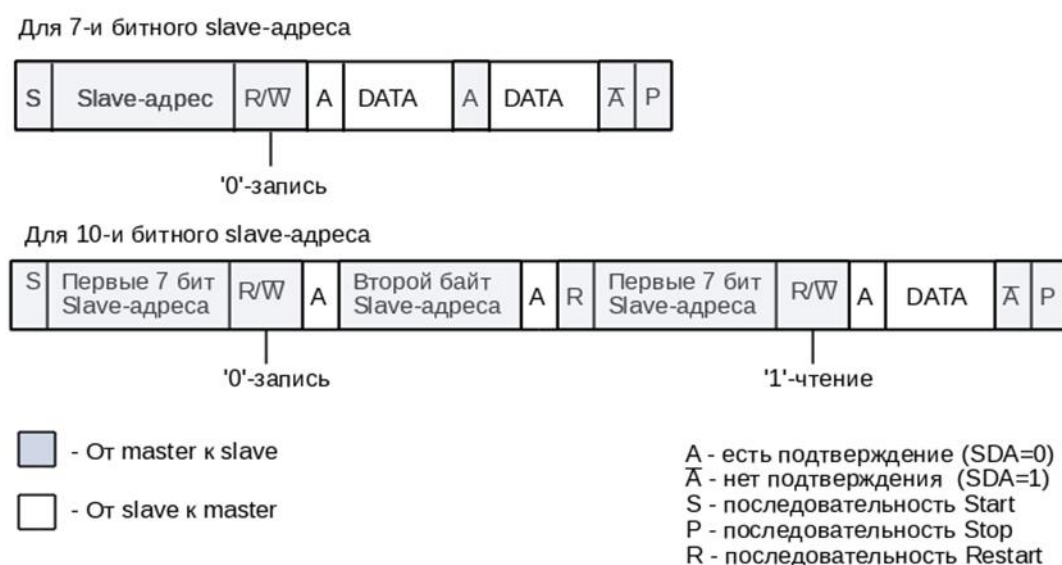 Для 7-и битного slave-адреса
S Slave-адрес R/W̅ A DATA A DATA A̅ P
'0'-запись
Для 10-и битного slave-адреса
S Первые 7 бит Slave-адреса R/W̅ A Второй байт Slave-адреса A R Первые 7 бит Slave-адреса R/W̅ A DATA A̅ P
'0'-запись '1'-чтение
- От master к slave
- От slave к master
A - есть подтверждение (SDA=0)
A̅ - нет подтверждения (SDA=1)
S - последовательность Start
P - последовательность Stop
R - последовательность Restart